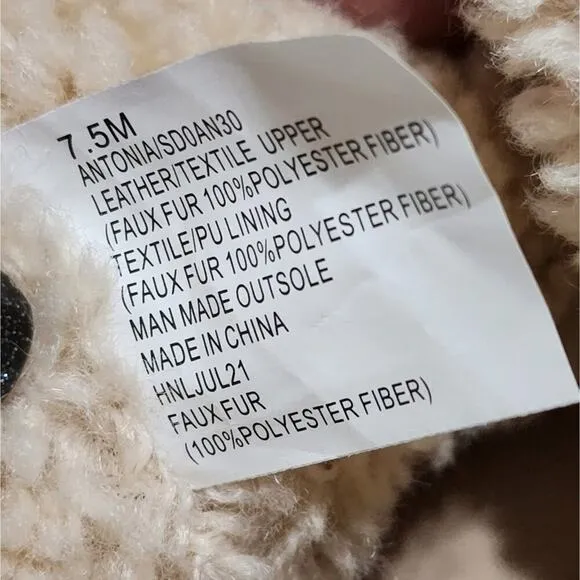 7.5M
ANTONIA/SD0AN30
LEATHER/TEXTILE UPPER
(FAUX FUR 100%POLYESTER FIBER)
TEXTILE/PU LINING
(FAUX FUR 100%POLYESTER FIBER)
MAN MADE OUTSOLE
MADE IN CHINA
HNLJUL21
FAUX FUR
(100%POLYESTER FIBER)